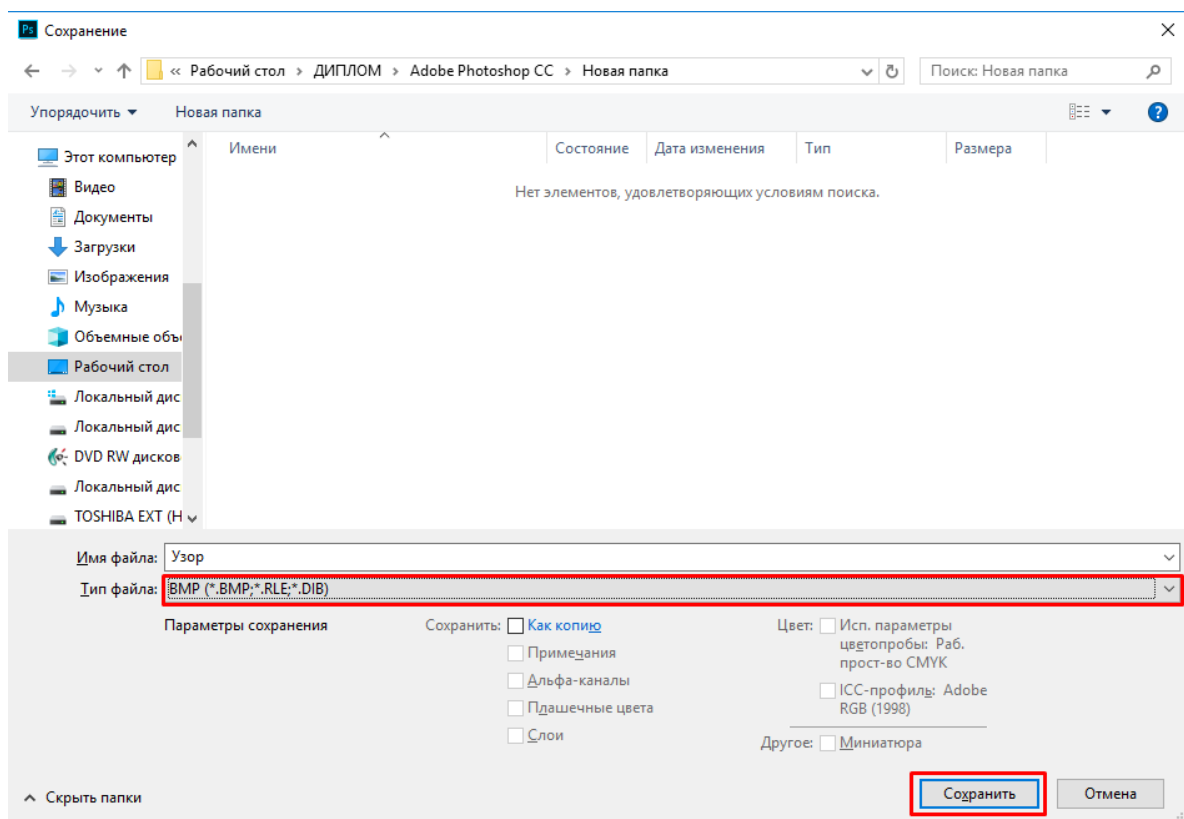 Ps Сохранение
« Рабочий стол › ДИПЛОМ › Adobe Photoshop CC › Новая папка
Поиск: Новая папка
Упорядочить
Новая папка
?
Этот компьютер
Видео
Документы
Загрузки
Изображения
Музыка
Объемные объ
Рабочий стол
Локальный дис
Локальный дис
DVD RW дисков
Локальный дис
TOSHIBA EXT (H
Имени Состояние Дата изменения Тип Размера
Нет элементов, удовлетворяющих условиям поиска.
Имя файла: Узор
Тип файла: BMP (*.BMP;*.RLE;*.DIB)
Параметры сохранения
Сохранить: Как копию
Примечания
Альфа-каналы
Плашечные цвета
Слои
Цвет: Исп. параметры
цветопробы: Раб.
прост-во CMYK
ICC-профиль: Adobe
RGB (1998)
Другое: Миниатюра
Скрыть папки
Сохранить
Отмена